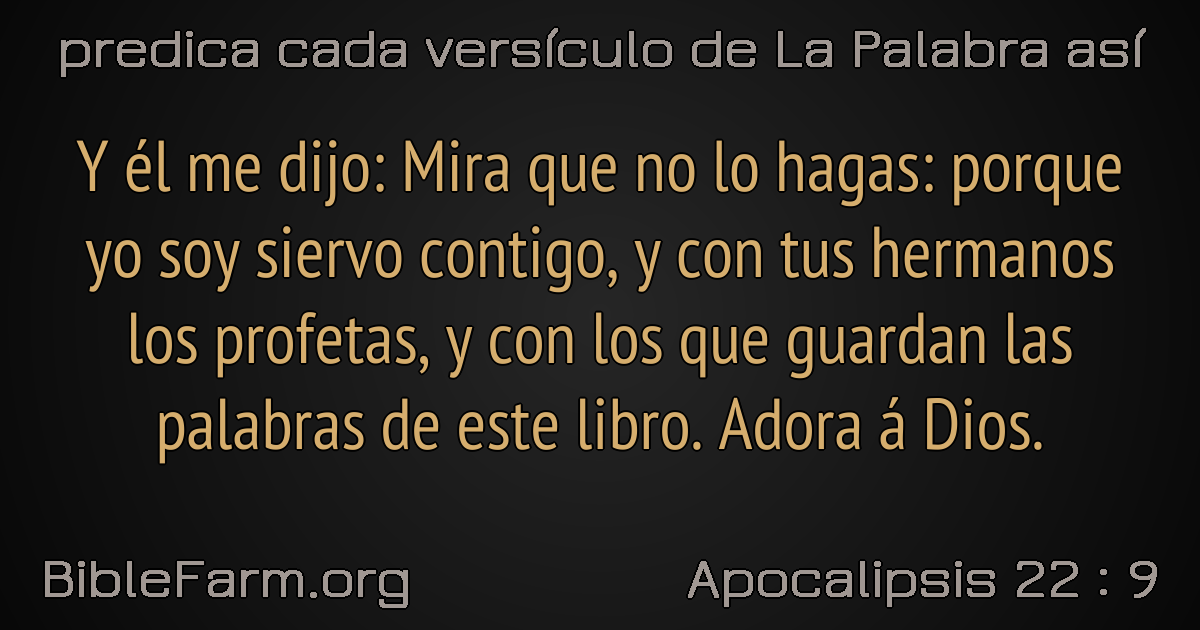 predica cada versículo de La Palabra así
Y él me dijo: Mira que no lo hagas: porque
yo soy siervo contigo, y con tus hermanos
los profetas, y con los que guardan las
palabras de este libro. Adora á Dios.
BibleFarm.org
Apocalipsis 22 : 9